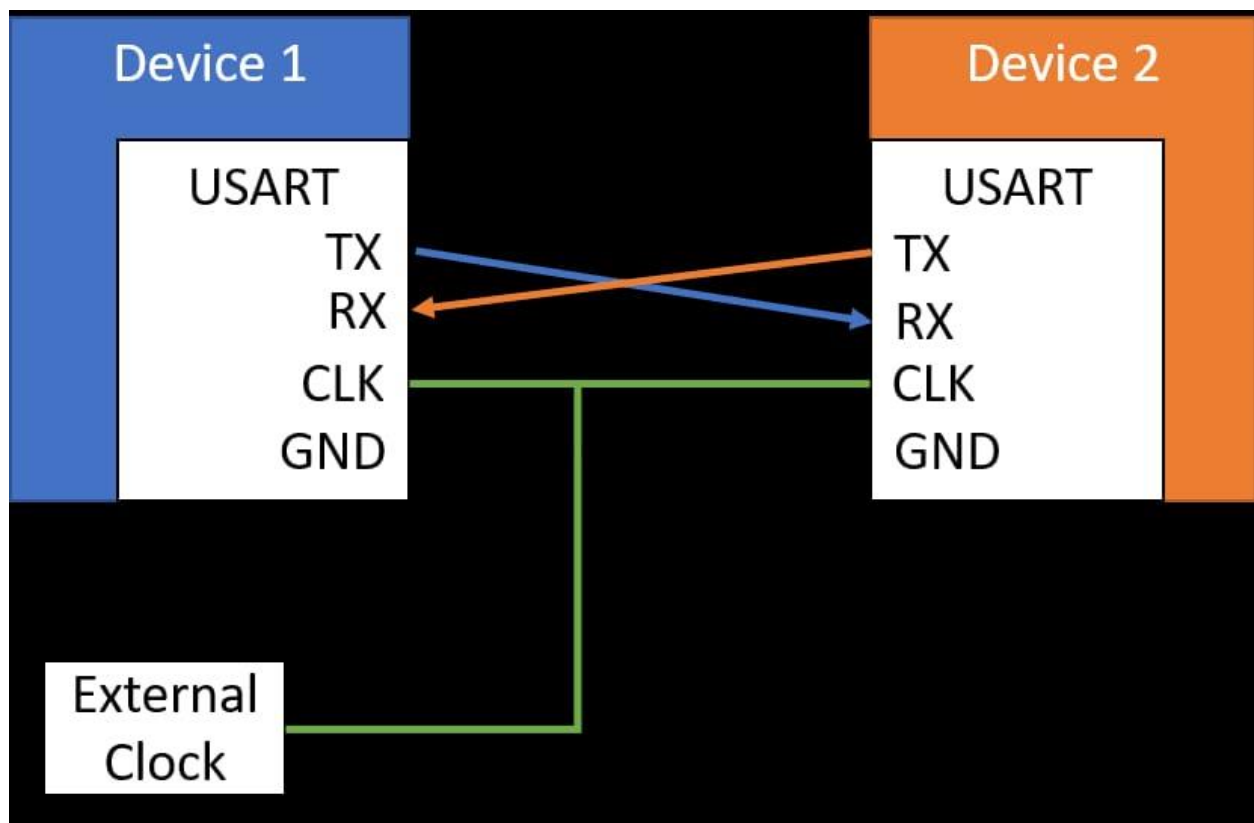 Device 1
USART
TX
RX
CLK
GND
Device 2
USART
TX
RX
CLK
GND
External
Clock